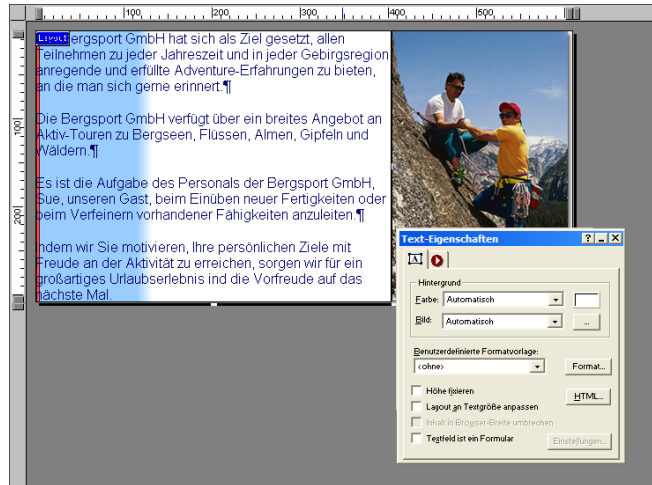 100 200 300 400 500
Layout
ergsport GmbH hat sich als Ziel gesetzt, allen
Teilnehmen zu jeder Jahreszeit und in jeder Gebirgsregion
anregende und erfüllte Adventure-Erfahrungen zu bieten,
an die man sich gerne erinnert.¶
100
Die Bergsport GmbH verfügt über ein breites Angebot an
Aktiv-Touren zu Bergseen, Flüssen, Almen, Gipfeln und
Wäldern.¶
Es ist die Aufgabe des Personals der Bergsport GmbH,
Sue, unseren Gast, beim Einüben neuer Fertigkeiten oder
beim Verfeinern vorhandener Fähigkeiten anzuleiten.¶
200
Indem wir Sie motivieren, Ihre persönlichen Ziele mit
Freude an der Aktivität zu erreichen, sorgen wir für ein
großartiges Urlaubserlebnis ind die Vorfreude auf das
nächste Mal.
Text-Eigenschaften
A
Hintergrund
Farbe: Automatisch
Bild: Automatisch ...
Benutzerdefinierte Formatvorlage:
<ohne> Format...
Höhe fixieren
HTML...
Layout an Textgröße anpassen
Inhalt in Browser-Breite umbrechen
Textfeld ist ein Formular Einstellungen...